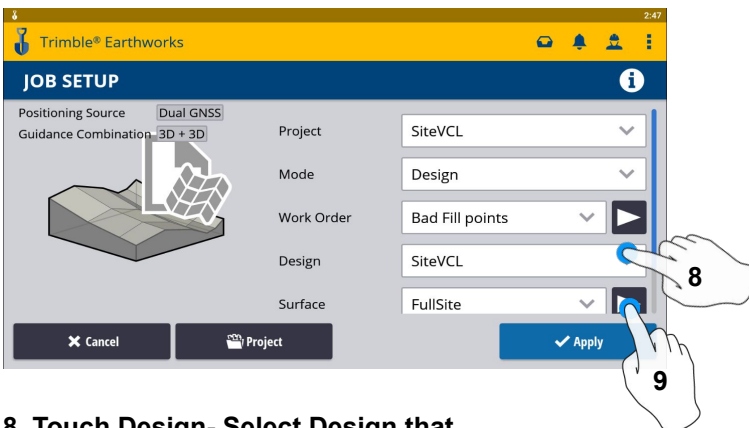 2:47
Trimble® Earthworks
JOB SETUP
Positioning Source Dual GNSS
Guidance Combination 3D + 3D
Project SiteVCL
Mode Design
Work Order Bad Fill points
Design SiteVCL
8
Surface FullSite
Cancel Project Apply
9
8. Touch Design- Select Design that